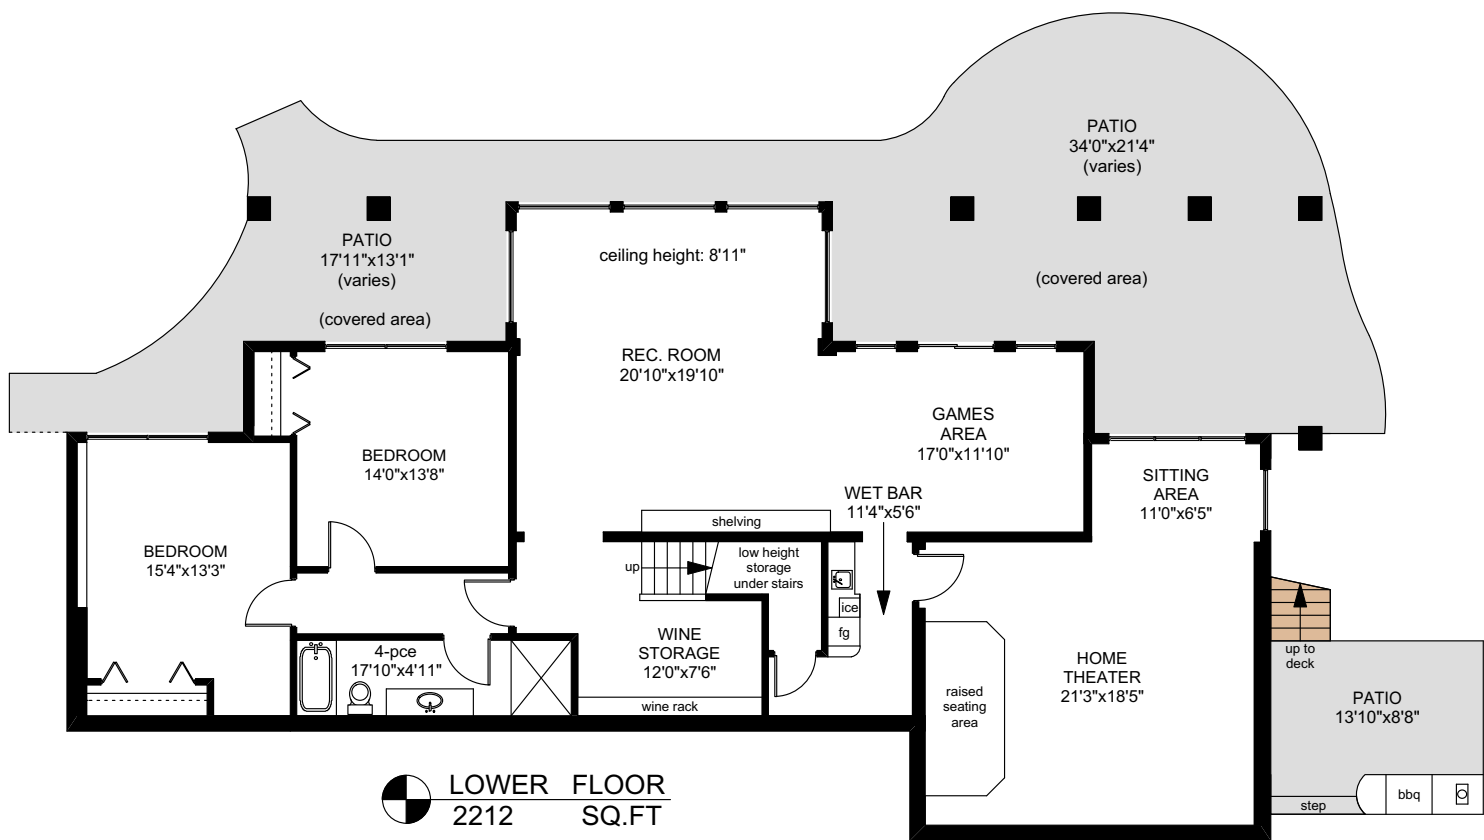 PATIO
34'0"x21'4"
(varies)
PATIO
17'11"x13'1"
(varies)
(covered area)
ceiling height: 8'11"
(covered area)
REC. ROOM
20'10"x19'10"
GAMES
AREA
17'0"x11'10"
BEDROOM
14'0"x13'8"
SITTING
AREA
11'0"x6'5"
WET BAR
11'4"x5'6"
shelving
BEDROOM
15'4"x13'3"
up
low height
storage
under stairs
ice
fg
WINE
STORAGE
12'0"x7'6"
4-pce
17'10"x4'11"
wine rack
HOME
THEATER
21'3"x18'5"
raised
seating
area
up to
deck
PATIO
13'10"x8'8"
bbq
step
LOWER FLOOR
2212 SQ.FT